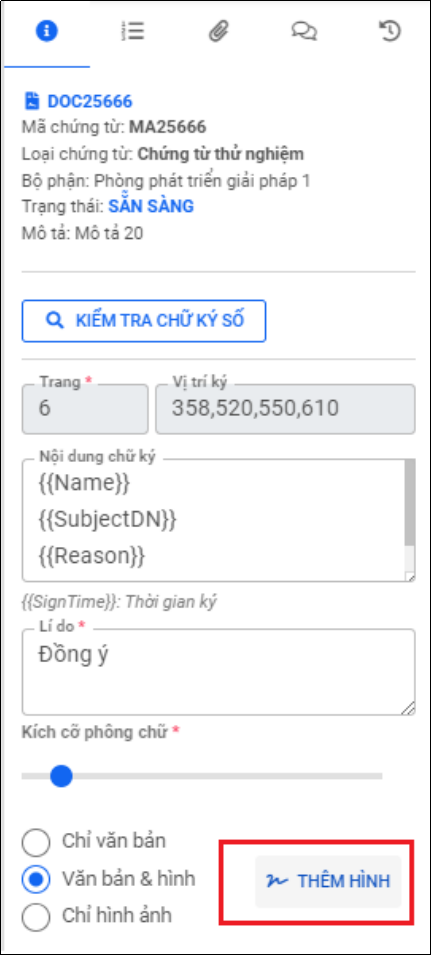 DOC25666
Mã chứng từ: MA25666
Loại chứng từ: Chứng từ thử nghiệm
Bộ phận: Phòng phát triển giải pháp 1
Trạng thái: SẴN SÀNG
Mô tả: Mô tả 20
KIỂM TRA CHỮ KÝ SỐ
Trang * Vị trí ký
6 358,520,550,610
Nội dung chữ ký
{{Name}}
{{SubjectDN}}
{{Reason}}
{{SignTime}}: Thời gian ký
Lí do *
Đồng ý
Kích cỡ phông chữ *
Chỉ văn bản
Văn bản & hình
THÊM HÌNH
Chỉ hình ảnh